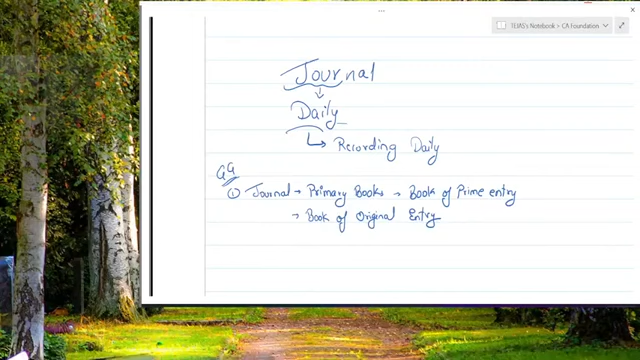 TEJAS's Notebook > CA Foundation
Journal
Daily
Recording Daily
① Journal → Primary Books → Book of Prime entry
→ Book of Original Entry